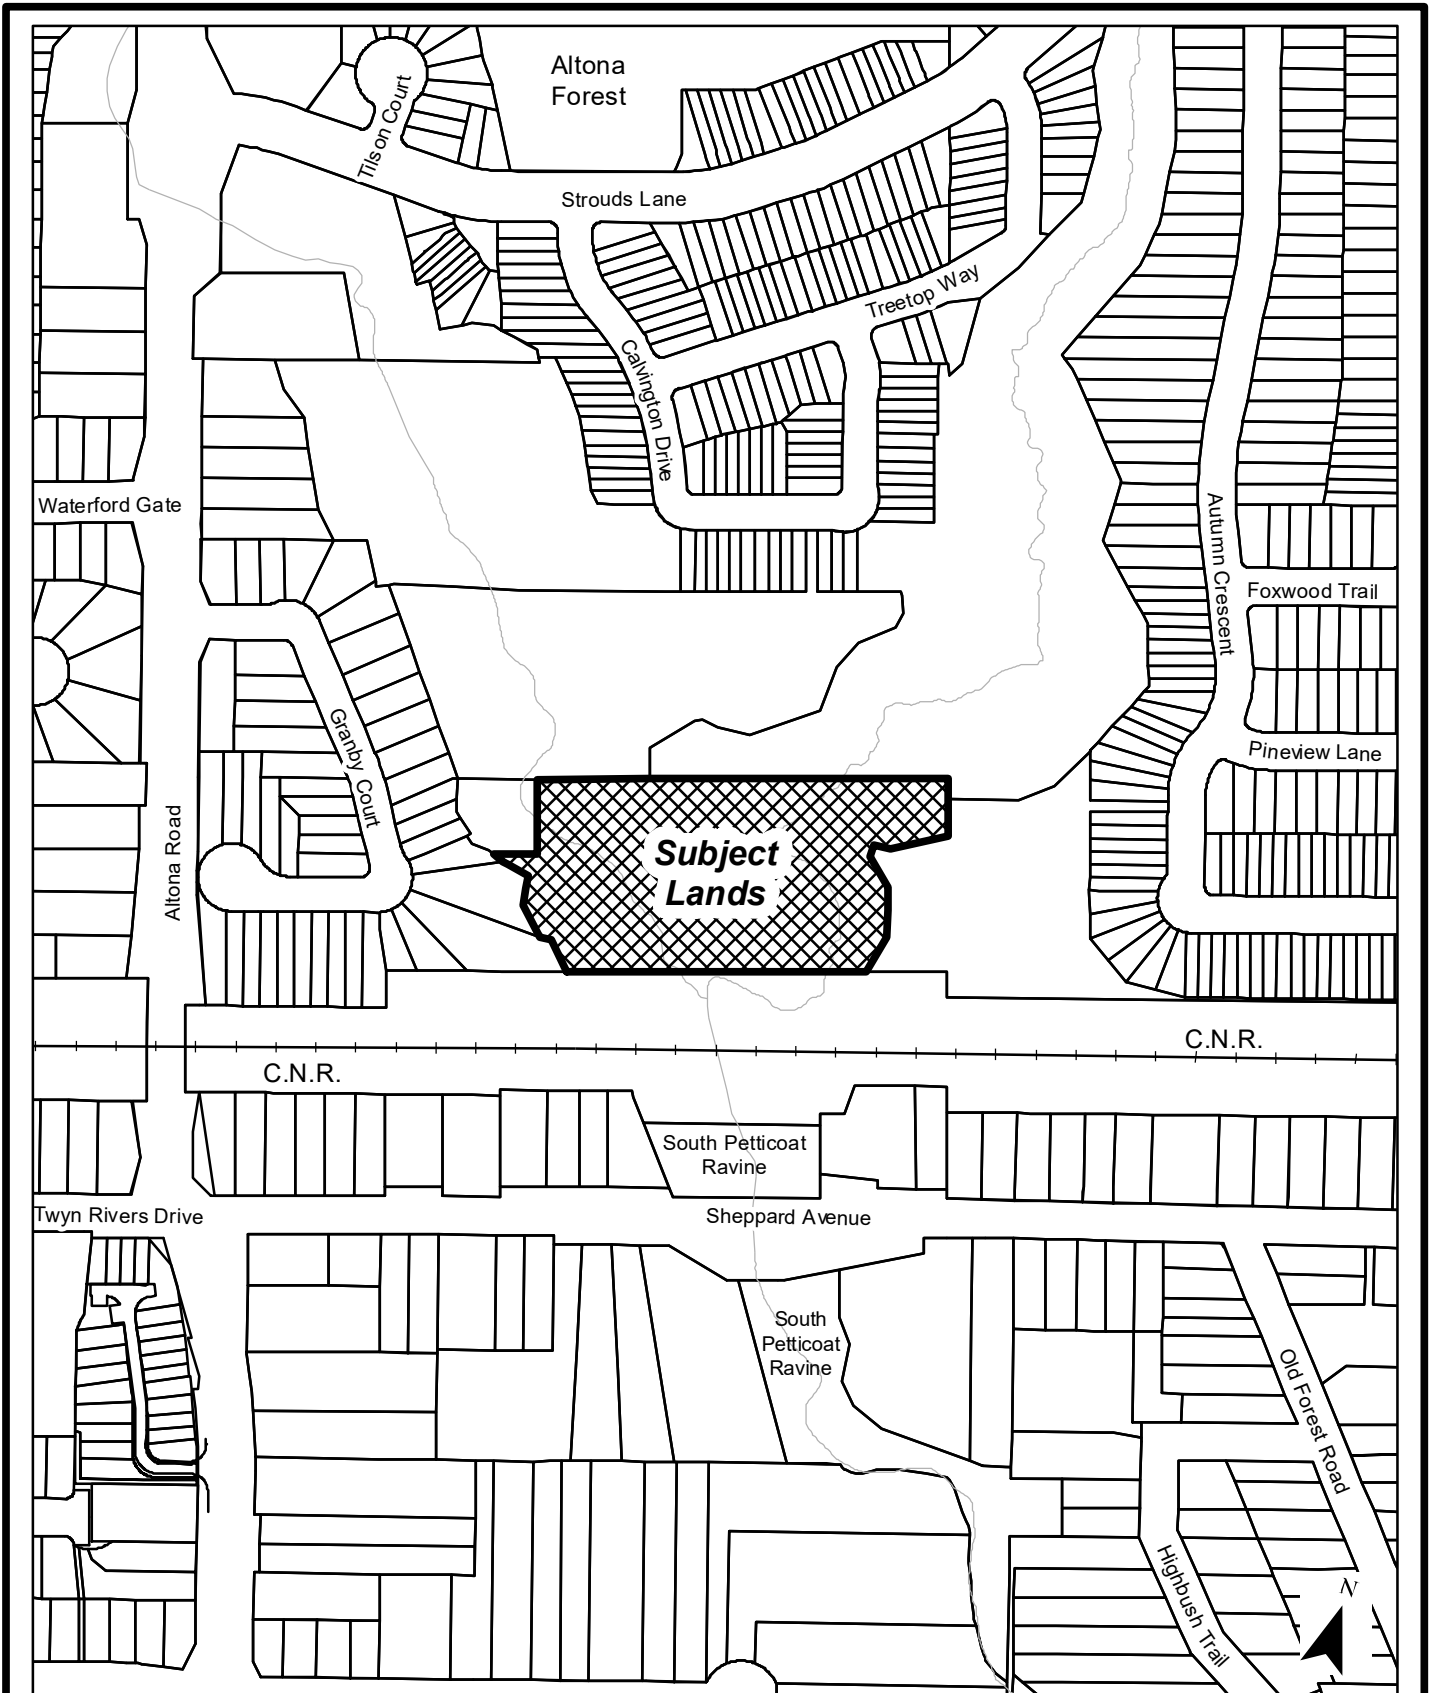 Altona
Forest
Tilson Court
Strouds Lane
Treetop Way
Calvington Drive
Waterford Gate
Autumn Crescent
Foxwood Trail
Granby Court
Pineview Lane
Altona Road
Subject
Lands
C.N.R.
C.N.R.
South Petticoat
Ravine
Twyn Rivers Drive
Sheppard Avenue
South
Petticoat
Ravine
Old Forest Road
Highbush Trail
N